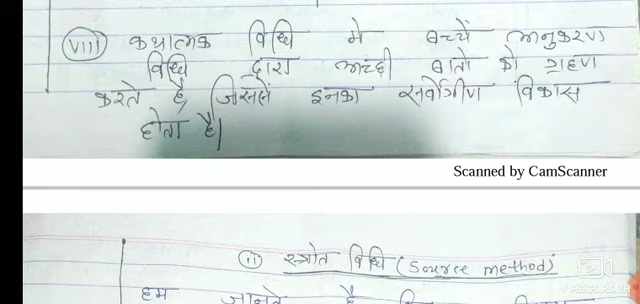 (VIII) कथात्मक विधि मे बच्चें अनुकरण
विधि द्वारा अच्छी बातो को ग्रहण
करते है, जिससे इनका सर्वांगीण विकास
होता है।
Scanned by CamScanner
(11) स्त्रोत विधि (Source method)
हम जानते है कि